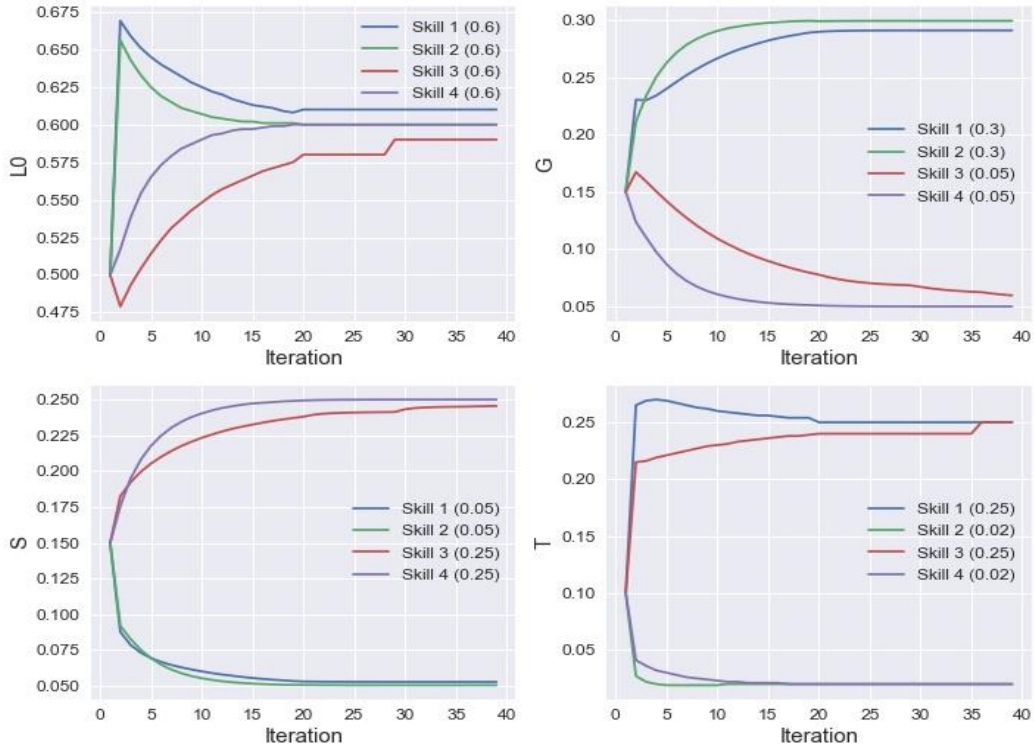 L0
0.675
0.650
0.625
0.600
0.575
0.550
0.525
0.500
0.475
0 5 10 15 20 25 30 35 40
Iteration
Skill 1 (0.6)
Skill 2 (0.6)
Skill 3 (0.6)
Skill 4 (0.6)
G
0.30
0.25
0.20
0.15
0.10
0.05
0 5 10 15 20 25 30 35 40
Iteration
Skill 1 (0.3)
Skill 2 (0.3)
Skill 3 (0.05)
Skill 4 (0.05)
S
0.250
0.225
0.200
0.175
0.150
0.125
0.100
0.075
0.050
0 5 10 15 20 25 30 35 40
Iteration
Skill 1 (0.05)
Skill 2 (0.05)
Skill 3 (0.25)
Skill 4 (0.25)
T
0.25
0.20
0.15
0.10
0.05
0 5 10 15 20 25 30 35 40
Iteration
Skill 1 (0.25)
Skill 2 (0.02)
Skill 3 (0.25)
Skill 4 (0.02)